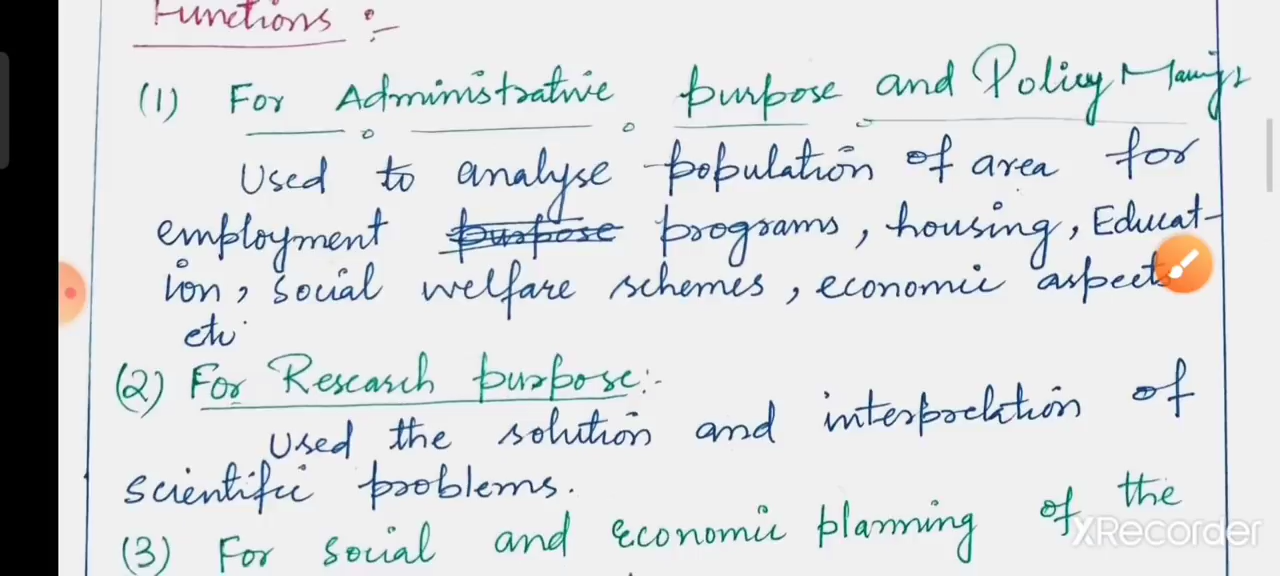 Functions :-
(1) For Administrative purpose and Policy Making
Used to analyse population of area for
employment purpose programs, housing, Educat-
ion, social welfare schemes, economic aspect
etc
(2) For Research purpose:-
Used the solution and interpretation of
scientific problems.
(3) For social and economic planning of the
XRecorder